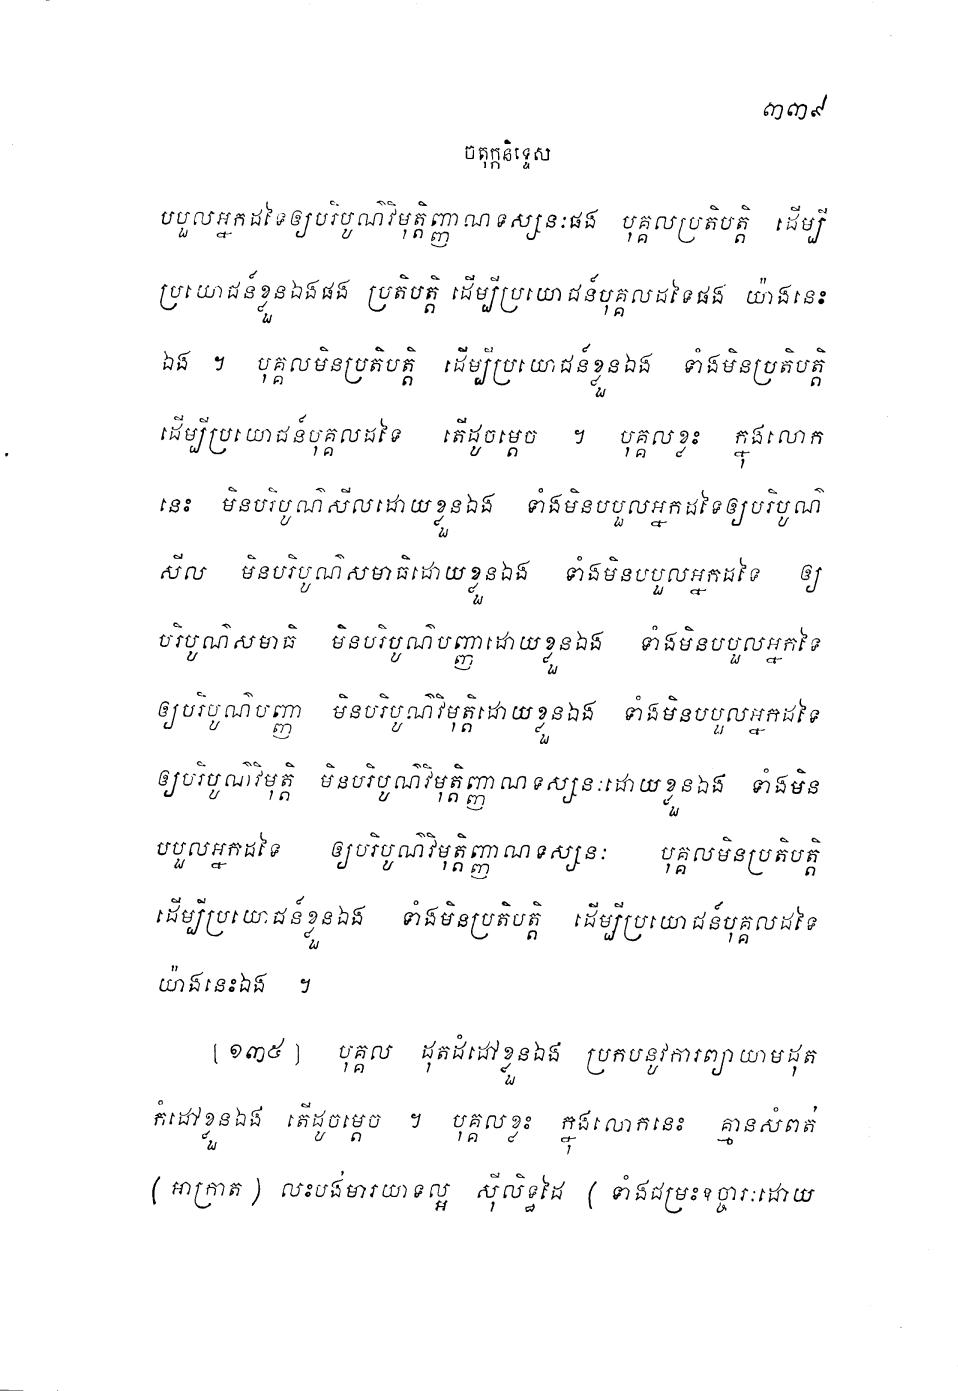 ៣៣៩
ចតុក្កនិទ្ទេស
បបួលអ្នកដទៃឲ្យបរិបូណ៌វិមុត្តិញ្ញាណទស្សនៈផង បុគ្គលប្រតិបត្តិ ដើម្បី
ប្រយោជន៍ខ្លួនឯងផង ប្រតិបត្តិ ដើម្បីប្រយោជន៍បុគ្គលដទៃផង យ៉ាងនេះ
ឯង ។ បុគ្គលមិនប្រតិបត្តិ ដើម្បីប្រយោជន៍ខ្លួនឯង ទាំងមិនប្រតិបត្តិ
ដើម្បីប្រយោជន៍បុគ្គលដទៃ តើដូចម្តេច ។ បុគ្គលខ្លះ ក្នុងលោក
នេះ មិនបរិបូណ៌សីលដោយខ្លួនឯង ទាំងមិនបបួលអ្នកដទៃឲ្យបរិបូណ៌
សីល មិនបរិបូណ៌សមាធិដោយខ្លួនឯង ទាំងមិនបបួលអ្នកដទៃ ឲ្យ
បរិបូណ៌សមាធិ មិនបរិបូណ៌បញ្ញាដោយខ្លួនឯង ទាំងមិនបបួលអ្នកទៃ
ឲ្យបរិបូណ៌បញ្ញា មិនបរិបូណ៌វិមុត្តិដោយខ្លួនឯង ទាំងមិនបបួលអ្នកដទៃ
ឲ្យបរិបូណ៌វិមុត្តិ មិនបរិបូណ៌វិមុត្តិញ្ញាណទស្សនៈដោយខ្លួនឯង ទាំងមិន
បបួលអ្នកដទៃ ឲ្យបរិបូណ៌វិមុត្តិញ្ញាណទស្សនៈ បុគ្គលមិនប្រតិបត្តិ
ដើម្បីប្រយោជន៍ខ្លួនឯង ទាំងមិនប្រតិបត្តិ ដើម្បីប្រយោជន៍បុគ្គលដទៃ
យ៉ាងនេះឯង ។
[១៣៥] បុគ្គល ដុតដំដៅខ្លួនឯង ប្រកបនូវការព្យាយាមដុត
កំដៅខ្លួនឯង តើដូចម្តេច ។ បុគ្គលខ្លះ ក្នុងលោកនេះ គ្មានសំពត់
(អាក្រាត) លះបង់មារយាទល្អ ស៊ីលិទ្ធដៃ (ទាំងជម្រះឧច្ចារៈដោយ